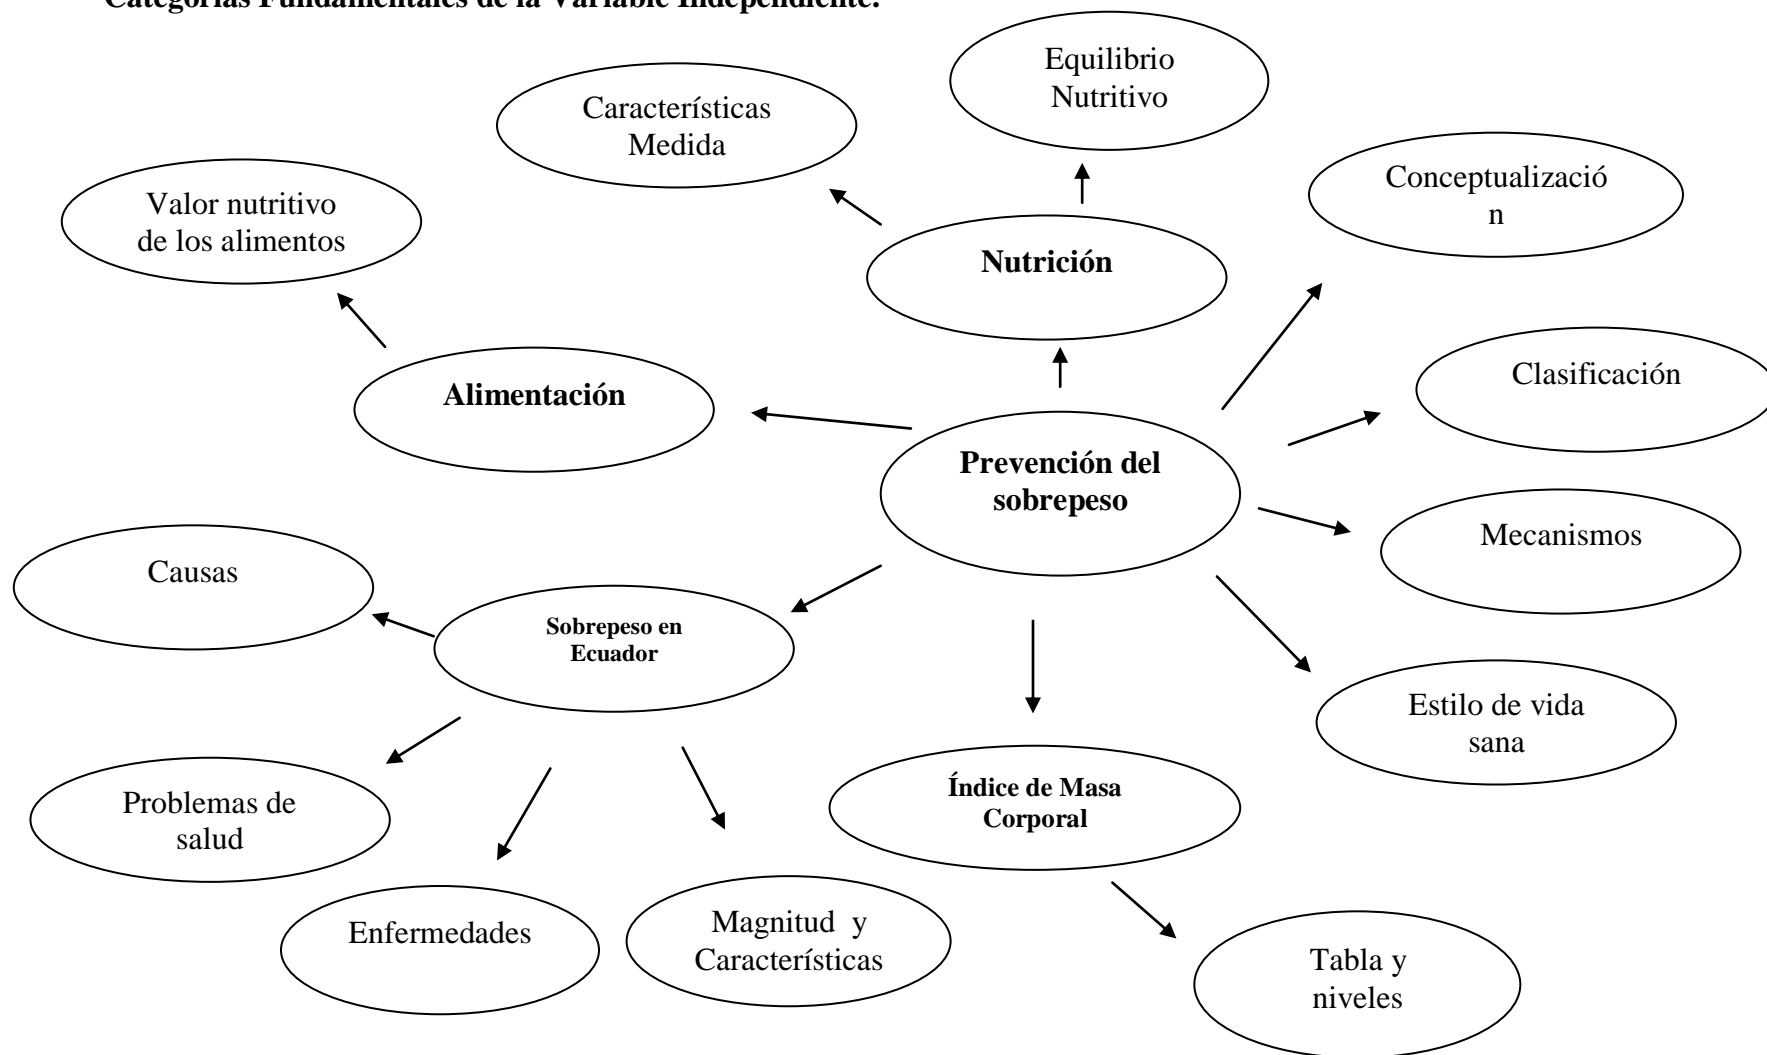 Categorías Fundamentales de la Variable Independiente.
Equilibrio
Nutritivo
Características
Medida
Conceptualizació
n
Valor nutritivo
de los alimentos
Nutrición
Clasificación
Alimentación
Prevención del
sobrepeso
Mecanismos
Causas
Sobrepeso en
Ecuador
Estilo de vida
sana
Problemas de
salud
Índice de Masa
Corporal
Enfermedades
Magnitud  y
Características
Tabla y
niveles